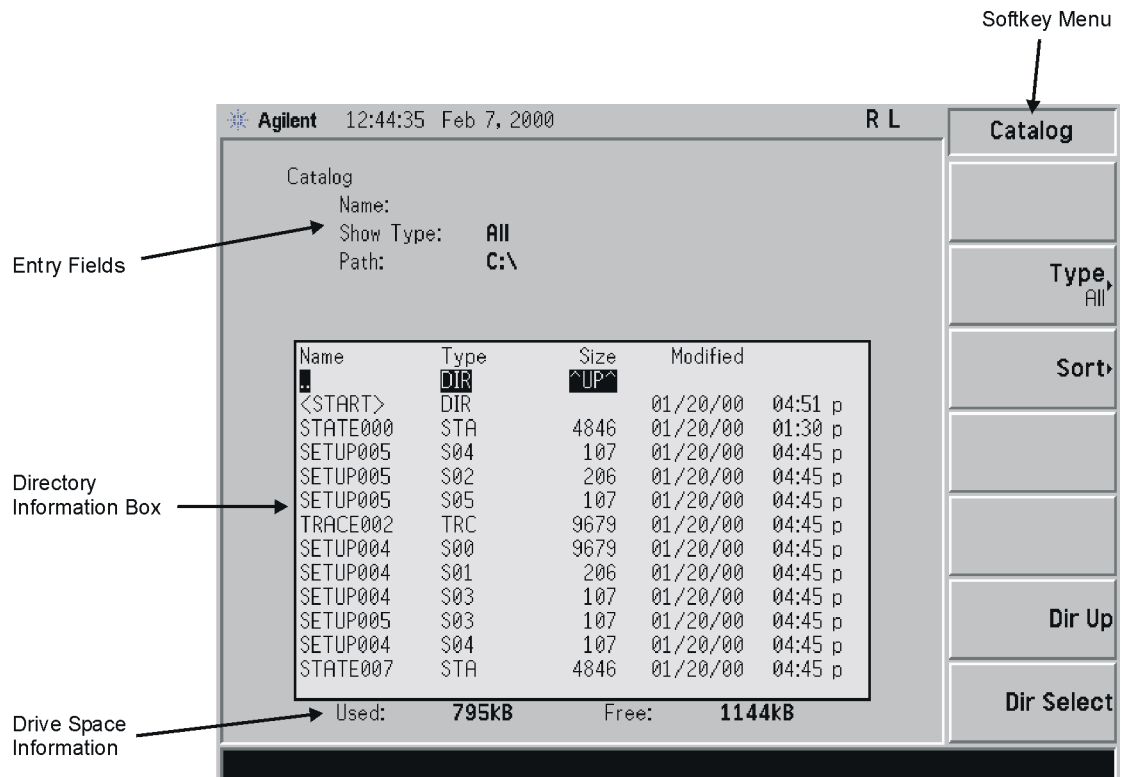 Softkey Menu
Agilent 12:44:35 Feb 7, 2000 R L
Catalog
Catalog
Name:
Show Type: All
Path: C:\
Entry Fields
Type
All
Sort
Name Type Size Modified
.. DIR ^UP^
<START> DIR 01/20/00 04:51 p
STATE000 STA 4846 01/20/00 01:30 p
SETUP005 S04 107 01/20/00 04:45 p
SETUP005 S02 206 01/20/00 04:45 p
SETUP005 S05 107 01/20/00 04:45 p
TRACE002 TRC 9679 01/20/00 04:45 p
SETUP004 S00 9679 01/20/00 04:45 p
SETUP004 S01 206 01/20/00 04:45 p
SETUP004 S03 107 01/20/00 04:45 p
SETUP005 S03 107 01/20/00 04:45 p
SETUP004 S04 107 01/20/00 04:45 p
STATE007 STA 4846 01/20/00 04:45 p
Directory
Information Box
Dir Up
Dir Select
Used: 795kB Free: 1144kB
Drive Space
Information